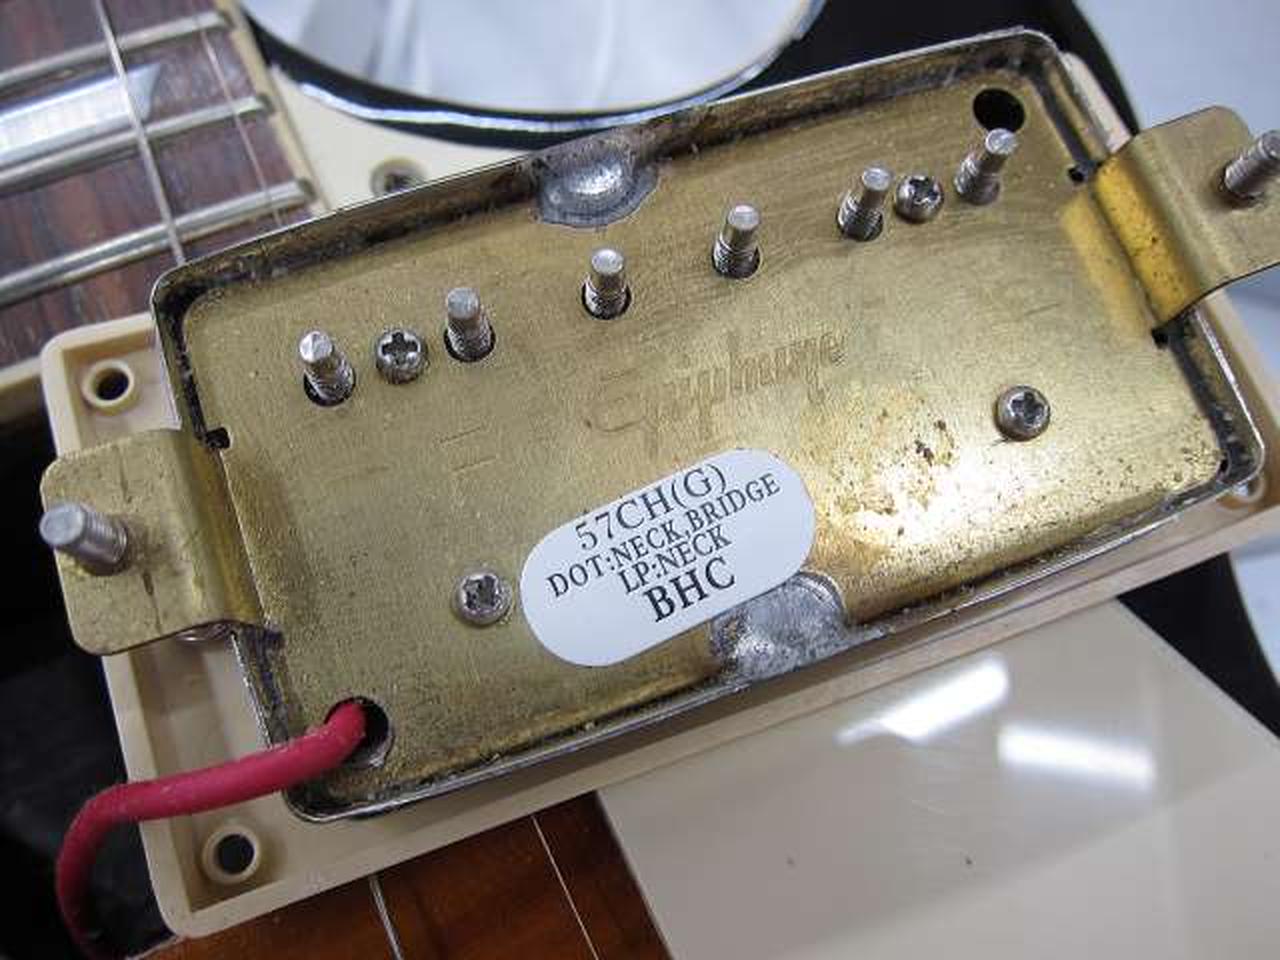 Epiphone
57CH(G)
DOT:NECK,BRIDGE
LP:NECK
BHC